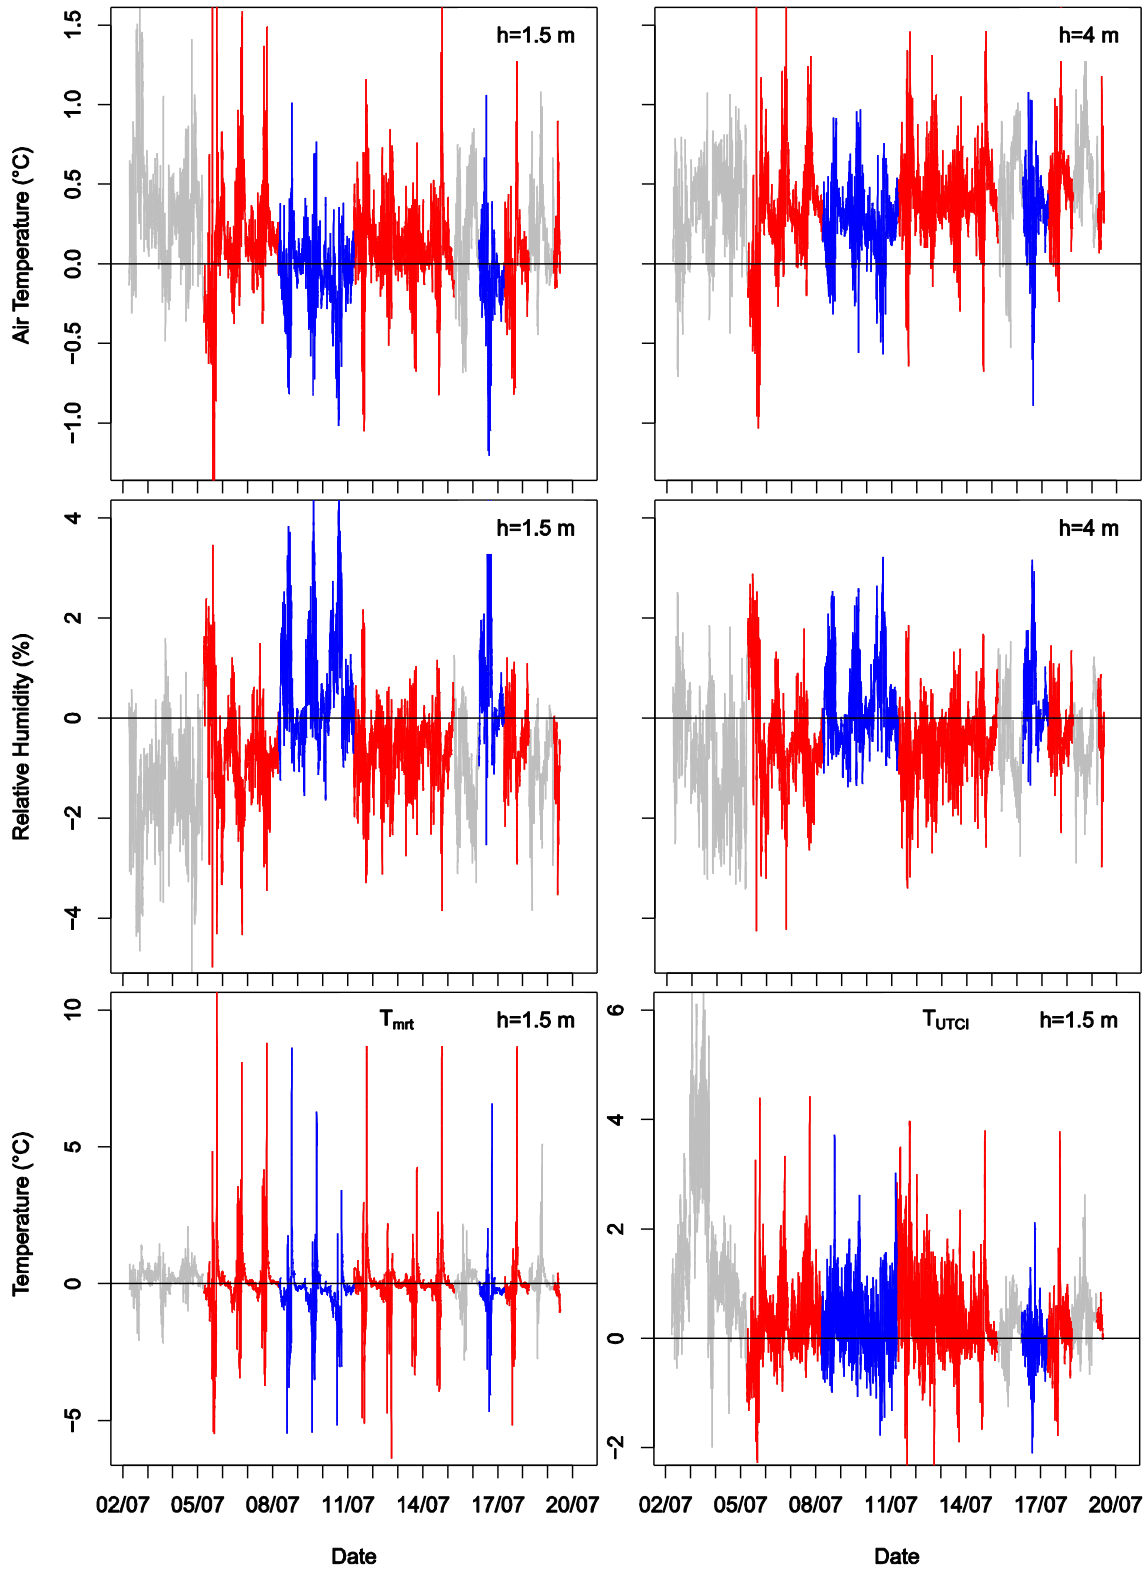 h=1.5 m
h=4 m
Air Temperature (°C)
1.5
1.0
0.5
0.0
−0.5
−1.0
h=1.5 m
h=4 m
Relative Humidity (%)
4
2
0
−2
−4
Tmrt
h=1.5 m
TUTCI
h=1.5 m
Temperature (°C)
10
5
0
−5
6
4
2
0
−2
02/07 05/07 08/07 11/07 14/07 17/07 20/07
02/07 05/07 08/07 11/07 14/07 17/07 20/07
Date
Date